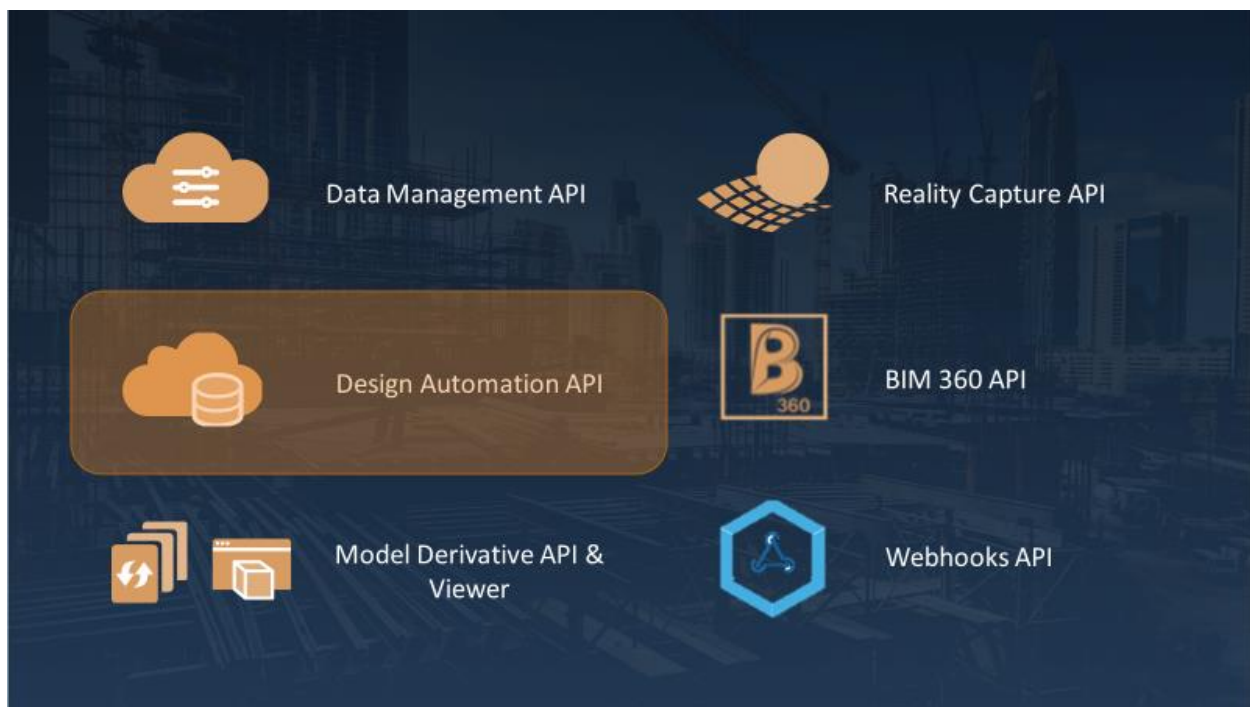 Data Management API
Reality Capture API
Design Automation API
B
360
BIM 360 API
Model Derivative API &
Viewer
Webhooks API